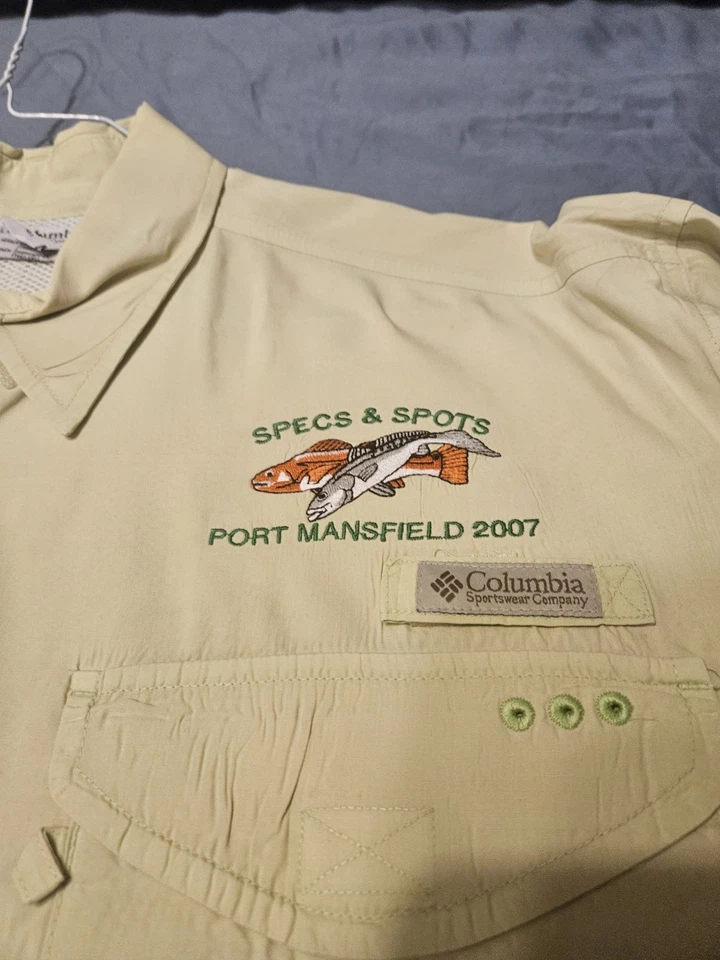 SPECS & SPOTS
PORT MANSFIELD 2007
Columbia
Sportswear Company